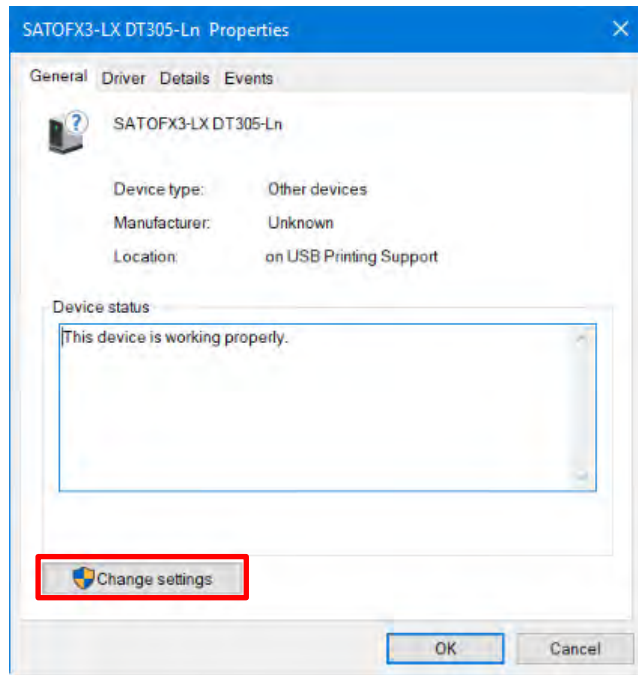 SATOFX3-LX DT305-Ln Properties
General Driver Details Events
SATOFX3-LX DT305-Ln
Device type: Other devices
Manufacturer: Unknown
Location: on USB Printing Support
Device status
This device is working properly.
Change settings
OK Cancel